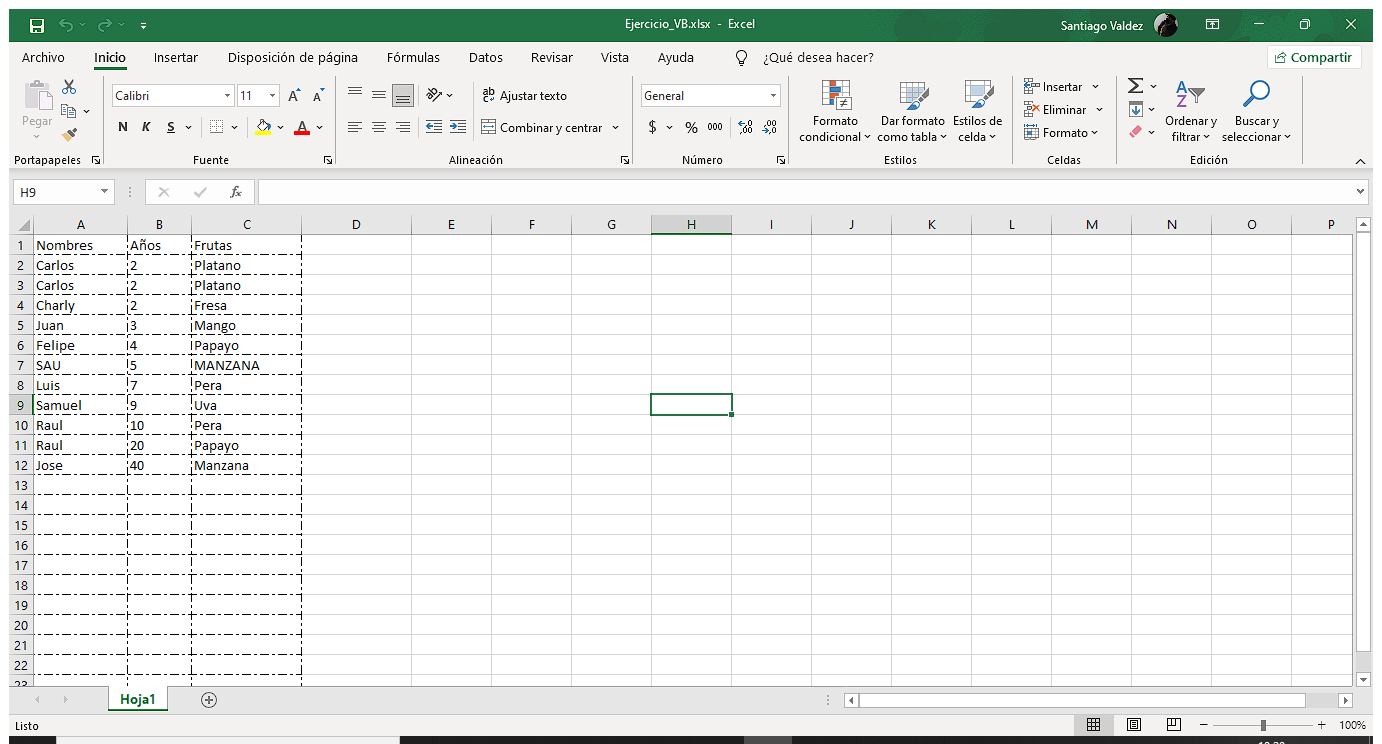 Ejercicio_VB.xlsx - Excel
Santiago Valdez
Archivo Inicio Insertar Disposición de página Fórmulas Datos Revisar Vista Ayuda ¿Qué desea hacer? Compartir
Pegar
Portapapeles
Calibri 11
N K S
Fuente
ab Ajustar texto
Combinar y centrar
Alineación
General
$ % 000
Número
Formato condicional
Dar formato como tabla
Estilos de celda
Estilos
Insertar
Eliminar
Formato
Celdas
Ordenar y filtrar
Buscar y seleccionar
Edición
H9 fx
A B C D E F G H I J K L M N O P
1 Nombres Años Frutas
2 Carlos 2 Platano
3 Carlos 2 Platano
4 Charly 2 Fresa
5 Juan 3 Mango
6 Felipe 4 Papayo
7 SAU 5 MANZANA
8 Luis 7 Pera
9 Samuel 9 Uva
10 Raul 10 Pera
11 Raul 20 Papayo
12 Jose 40 Manzana
13
14
15
16
17
18
19
20
21
22
23
Hoja1
Listo
100%